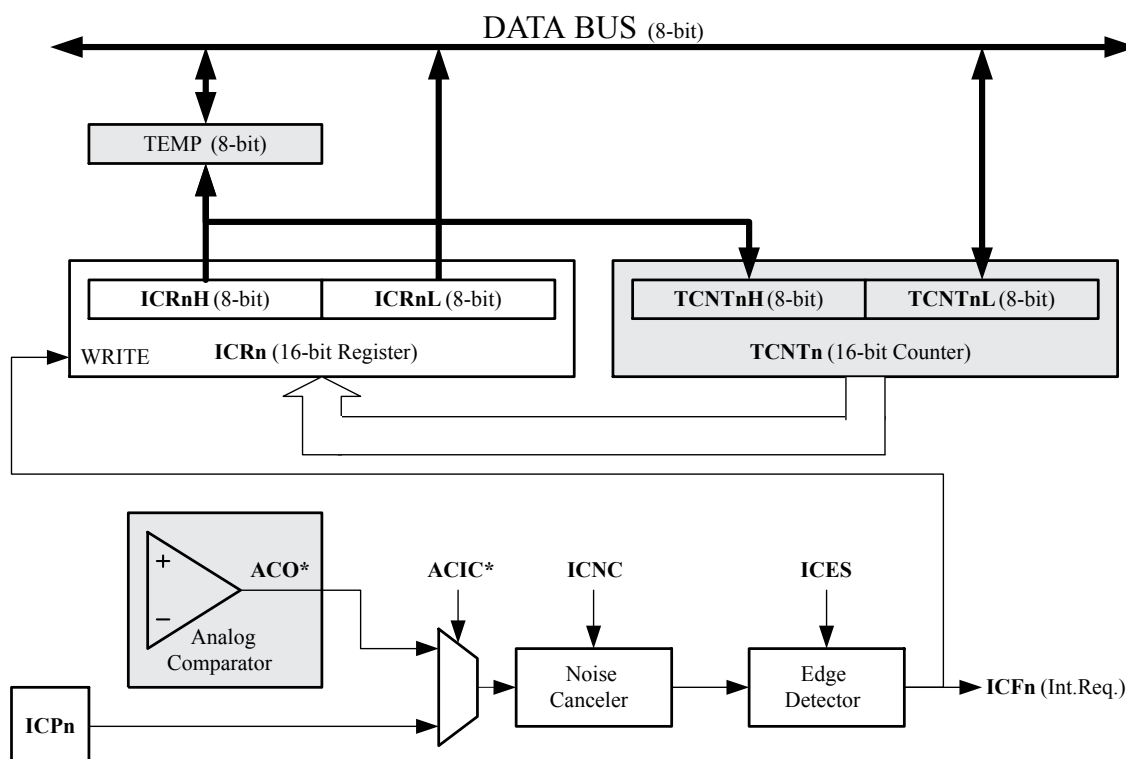 DATA BUS (8-bit)
TEMP (8-bit)
ICRnH (8-bit)
ICRnL (8-bit)
TCNTnH (8-bit)
TCNTnL (8-bit)
WRITE
ICRn (16-bit Register)
TCNTn (16-bit Counter)
+
−
ACO*
Analog
Comparator
ACIC*
ICNC
ICES
Noise
Canceler
Edge
Detector
ICFn (Int.Req.)
ICPn